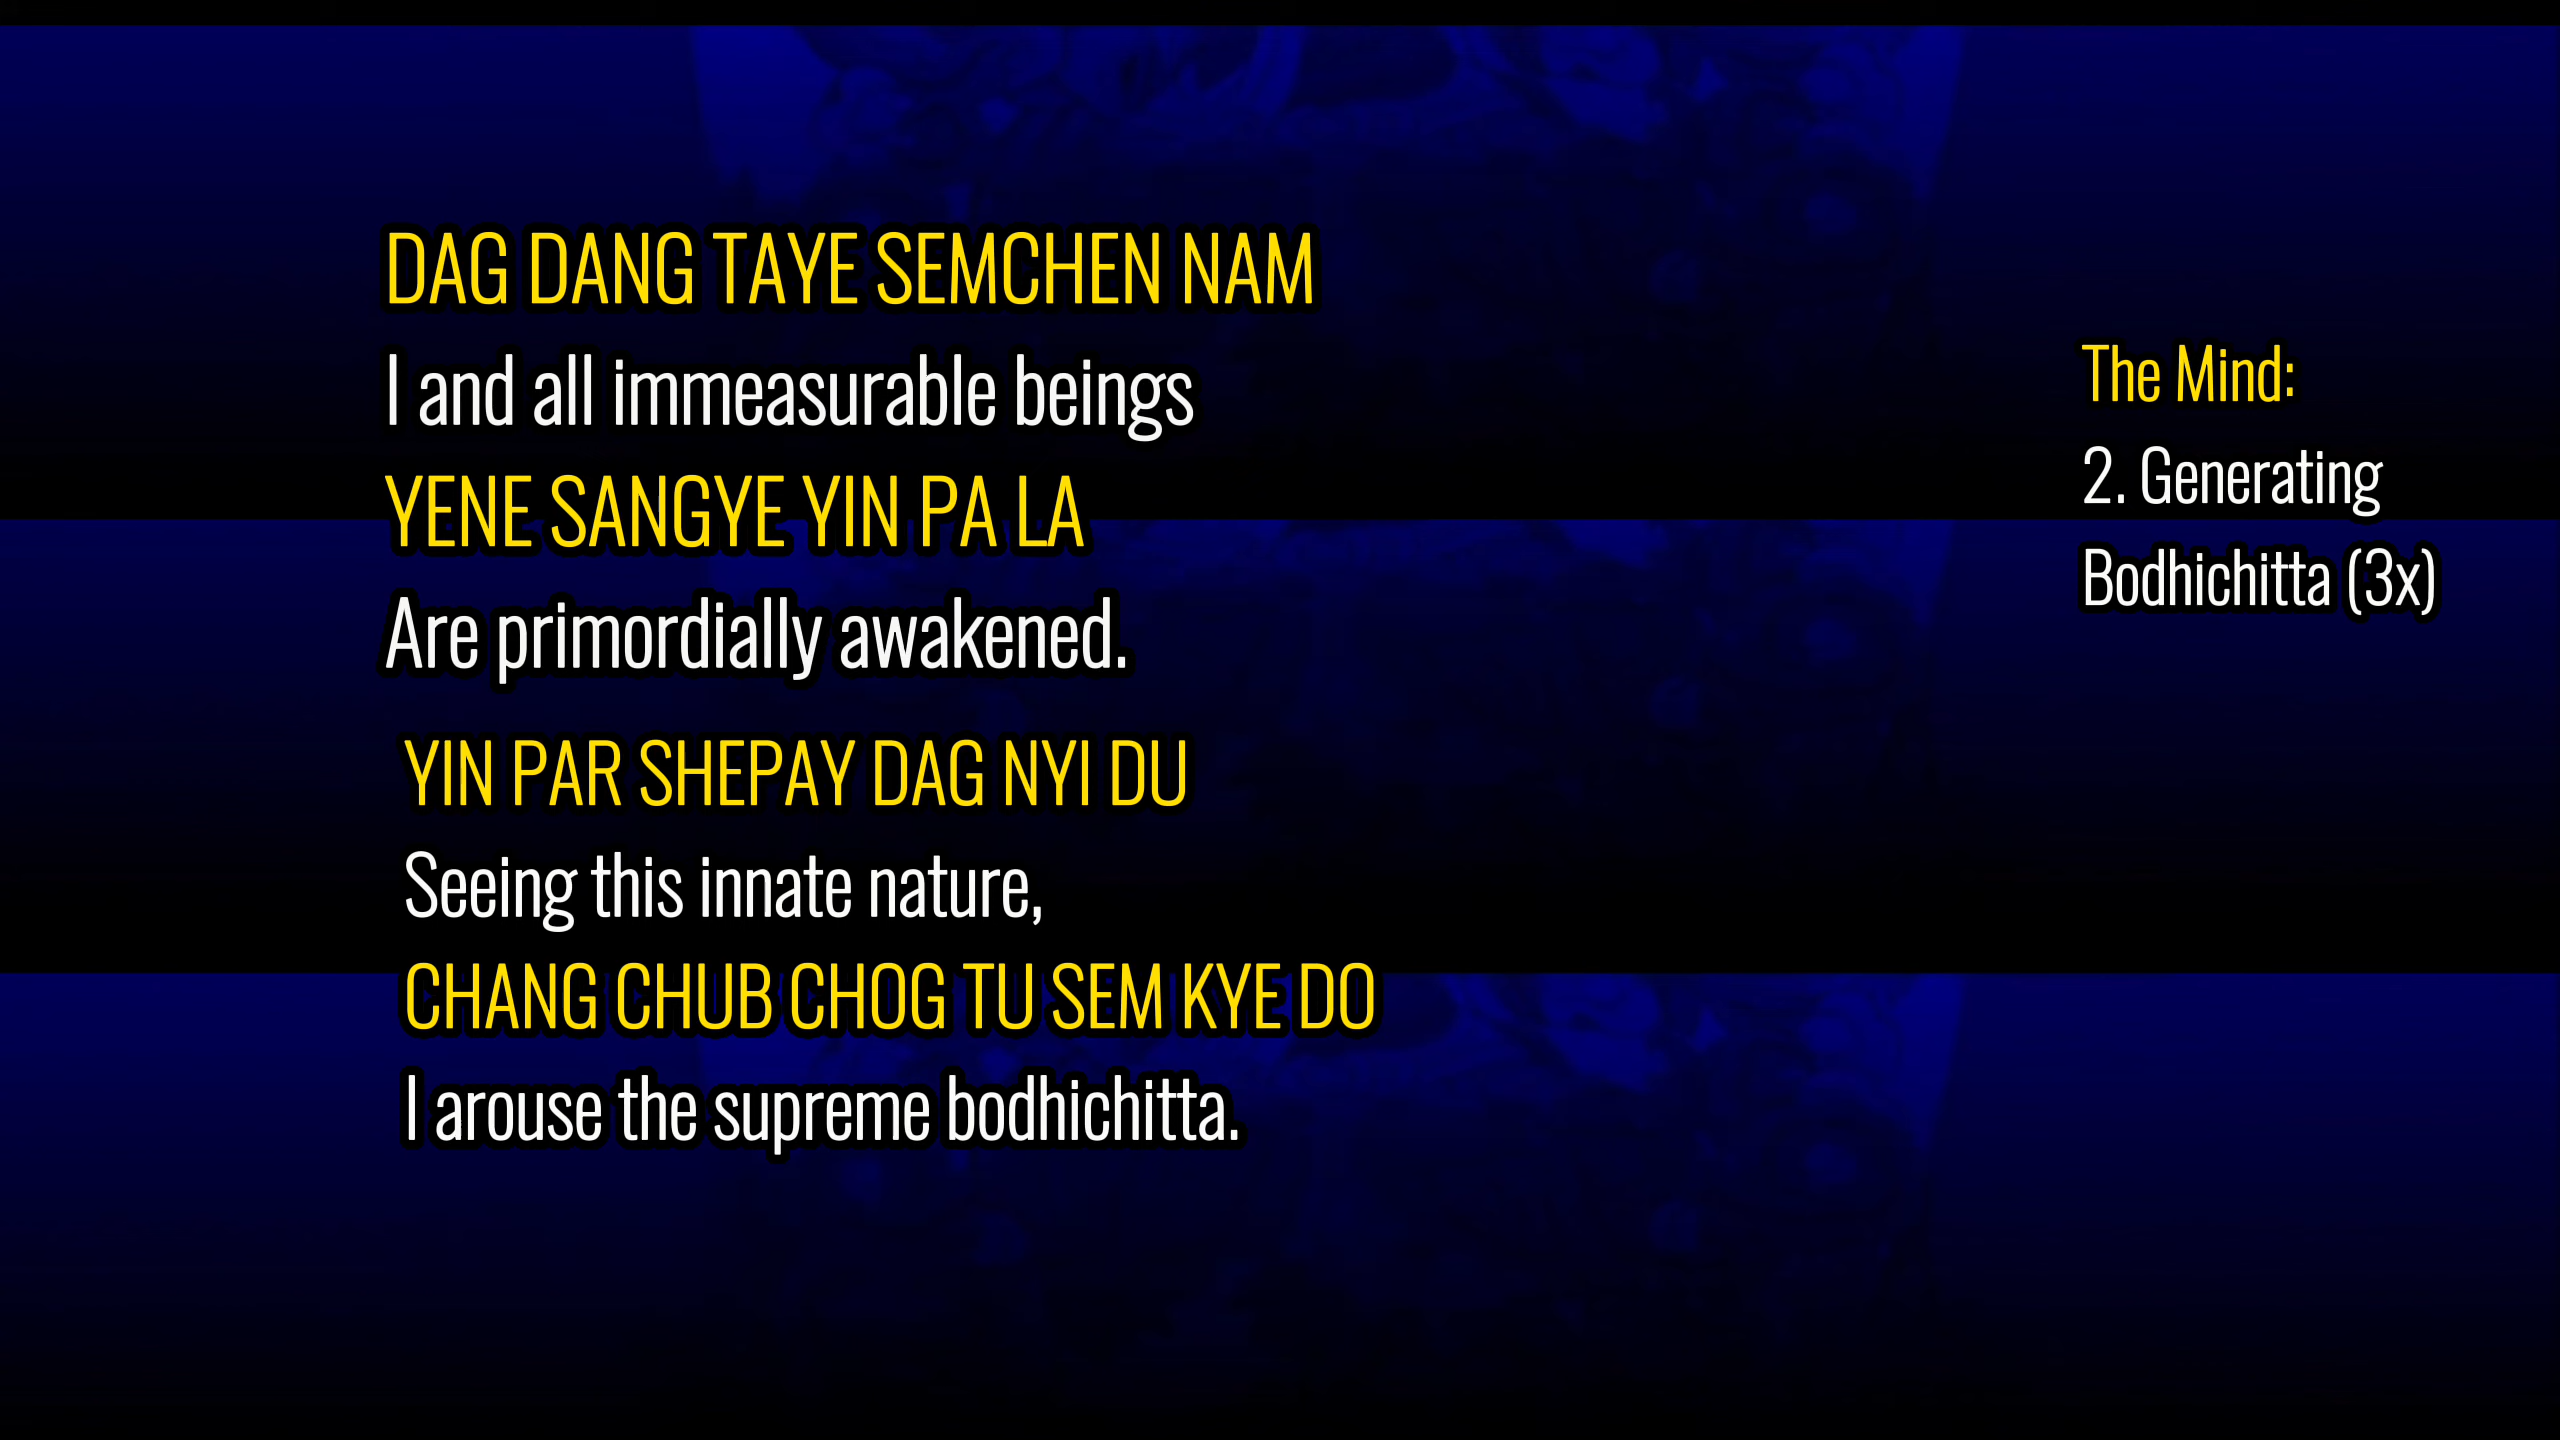 DAG DANG TAYE SEMCHEN NAM
I and all immeasurable beings
YENE SANGYE YIN PA LA
Are primordially awakened.
YIN PAR SHEPAY DAG NYI DU
Seeing this innate nature,
CHANG CHUB CHOG TU SEM KYE DO
I arouse the supreme bodhichitta.
The Mind:
2. Generating
Bodhichitta (3x)